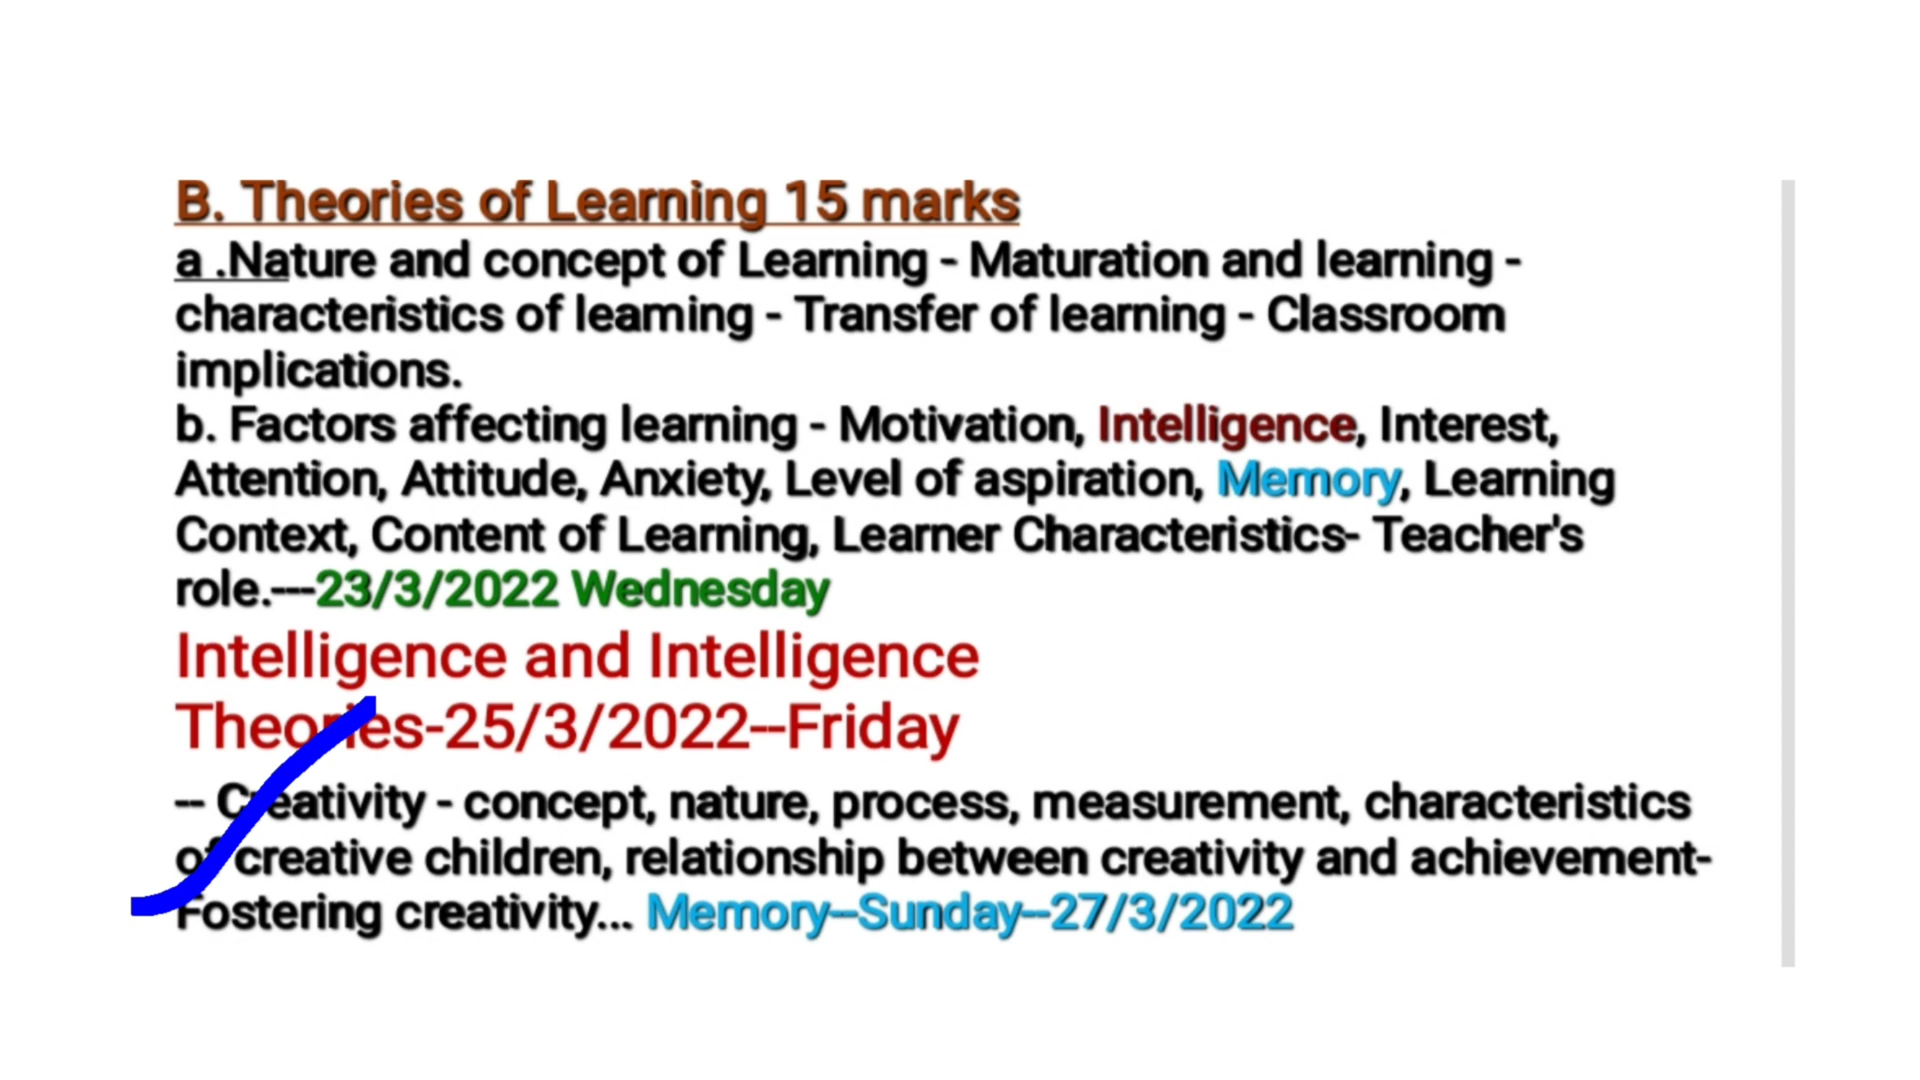 B. Theories of Learning 15 marks
a .Nature and concept of Learning - Maturation and learning -
characteristics of leaming - Transfer of learning - Classroom
implications.
b. Factors affecting learning - Motivation, Intelligence, Interest,
Attention, Attitude, Anxiety, Level of aspiration, Memory, Learning
Context, Content of Learning, Learner Characteristics- Teacher's
role.---23/3/2022 Wednesday
Intelligence and Intelligence
Theories-25/3/2022--Friday
-- Creativity - concept, nature, process, measurement, characteristics
of creative children, relationship between creativity and achievement-
Fostering creativity... Memory--Sunday--27/3/2022